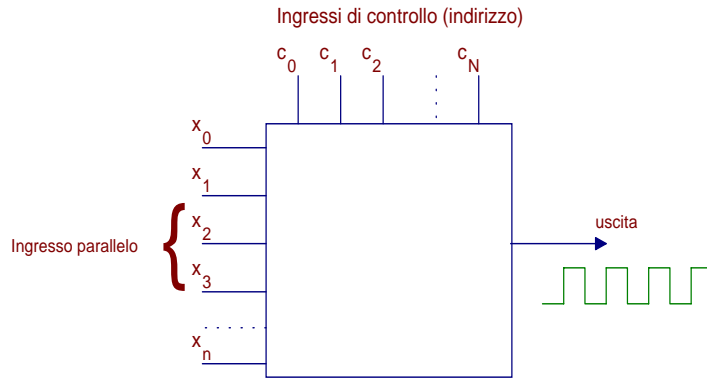 Ingressi di controllo (indirizzo)
c0 c1 c2 cN
x0
x1
x2
x3
xn
Ingresso parallelo
uscita